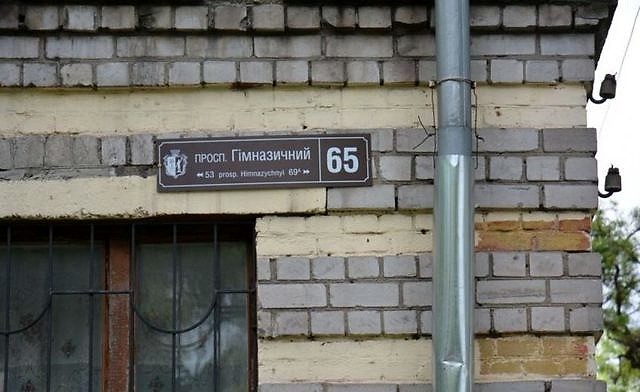 просп. Гімназичний 65
◂◂ 53 prosp. Himnazychnyi 69ᴬ ▸▸